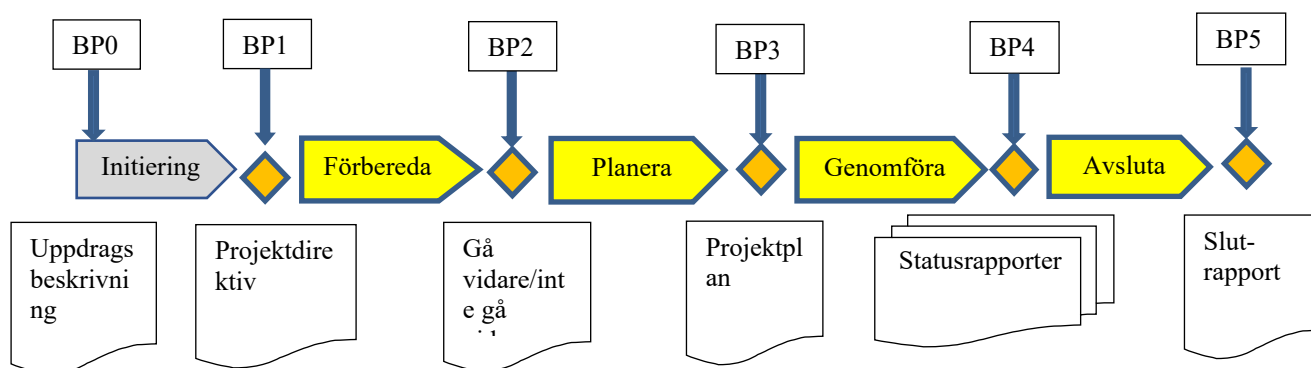 BP0
BP1
BP2
BP3
BP4
BP5
Initiering
Förbereda
Planera
Genomföra
Avsluta
Uppdrags
beskrivni
ng
Projektdire
ktiv
Gå
vidare/int
e gå
Projektpl
an
Statusrapporter
Slut-
rapport